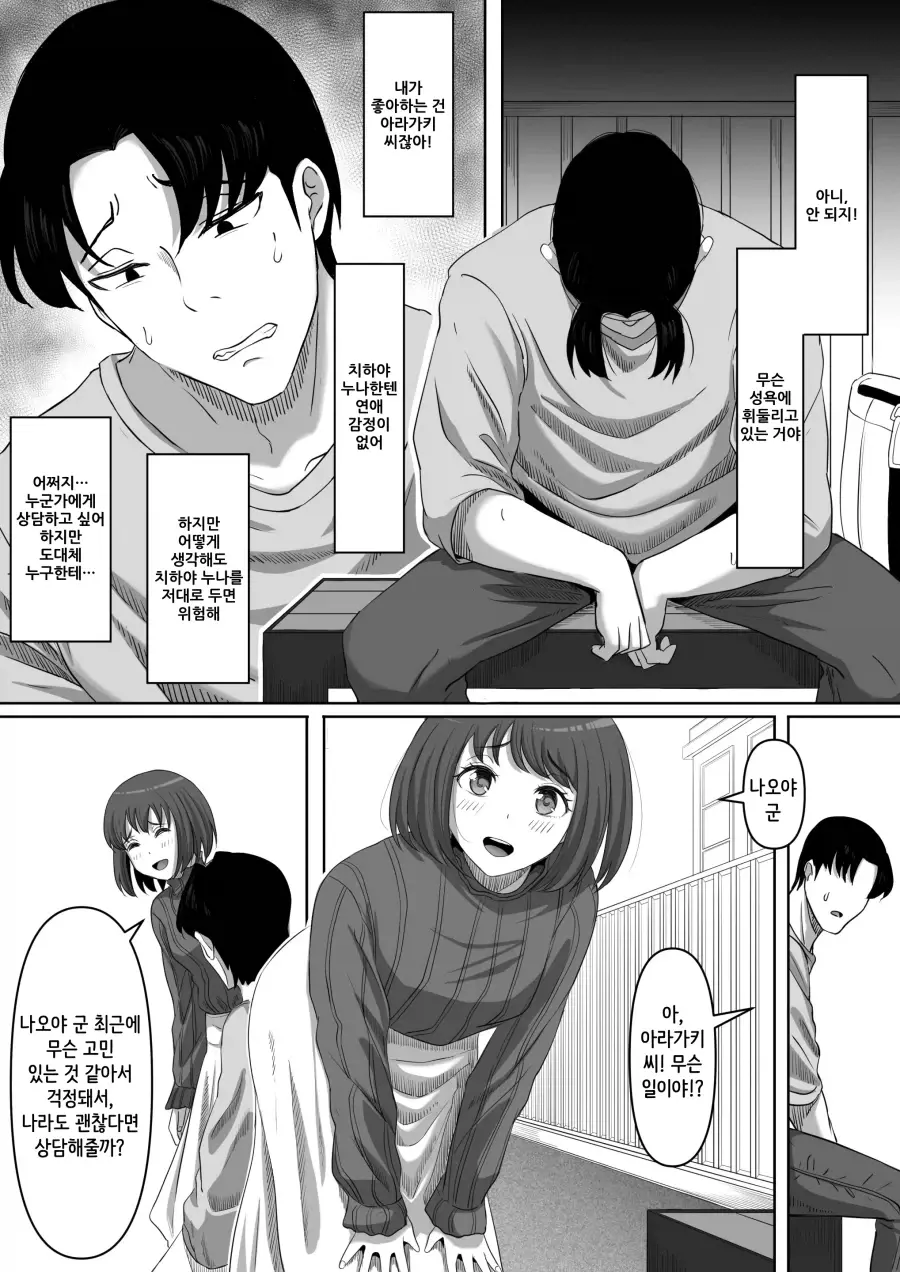 아니,
안 되지!
무슨
성욕에
휘둘리고
있는 거야
내가
좋아하는 건
아라가키
씨잖아!
치하야
누나한텐
연애
감정이
없어
하지만
어떻게
생각해도
치하야 누나를
저대로 두면
위험해
어쩌지…
누군가에게
상담하고 싶어
하지만
도대체
누구한테…
나오야
군
아,
아라가키
씨! 무슨
일이야!?
나오야 군 최근에
무슨 고민
있는 것 같아서
걱정돼서,
나라도 괜찮다면
상담해줄까?